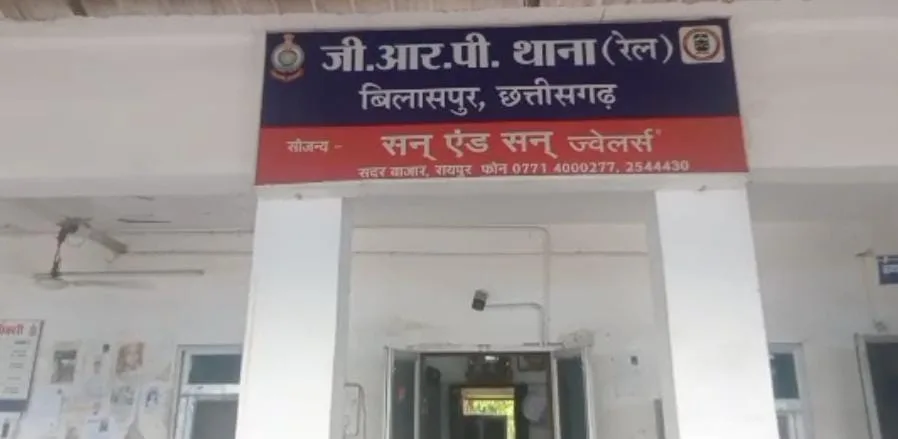 जी.आर.पी. थाना (रेल)
बिलासपुर, छत्तीसगढ़
सौजन्य - सन् एंड सन् ज्वेलर्स
सदर बाजार, रायपुर फोन 0771 4000277, 2544430